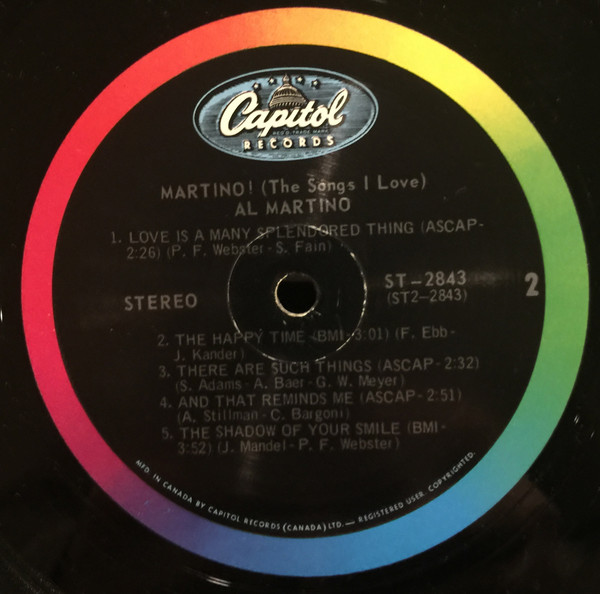 Capitol
REG. TRADE MARK
RECORDS
MARTINO! (The Songs I Love)
AL MARTINO
1. LOVE IS A MANY SPLENDORED THING (ASCAP-
2:26) (P. F. Webster-S. Fain)
STEREO
ST-2843
(ST2-2843)
2
2. THE HAPPY TIME (BMI-3:01) (F. Ebb-
J. Kander)
3. THERE ARE SUCH THINGS (ASCAP-2:32)
(S. Adams-A. Baer-G. W. Meyer)
4. AND THAT REMINDS ME (ASCAP-2:51)
(A. Stillman-C. Bargoni)
5. THE SHADOW OF YOUR SMILE (BMI-
3:52) (J. Mandel-P. F. Webster)
MFD. IN CANADA BY CAPITOL RECORDS (CANADA) LTD. — REGISTERED USER. COPYRIGHTED.